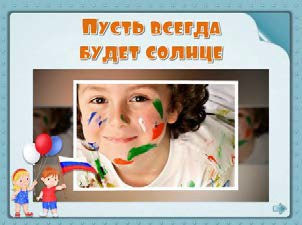 Пусть всегда
будет солнце